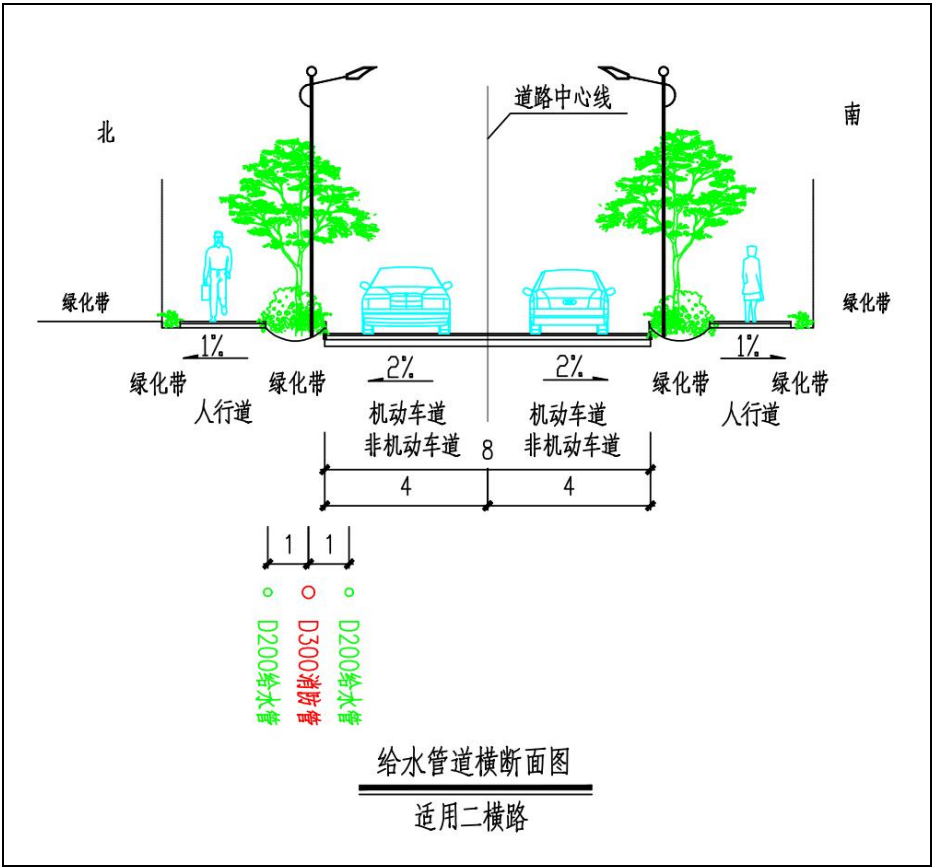 道路中心线
北
南
绿化带
绿化带
1%
2%
2%
1%
绿化带
绿化带
绿化带
绿化带
人行道
机动车道
机动车道
人行道
非机动车道
非机动车道
8
4
4
1
1
D200给水管
D300消防管
D200给水管
给水管道横断面图
适用二横路